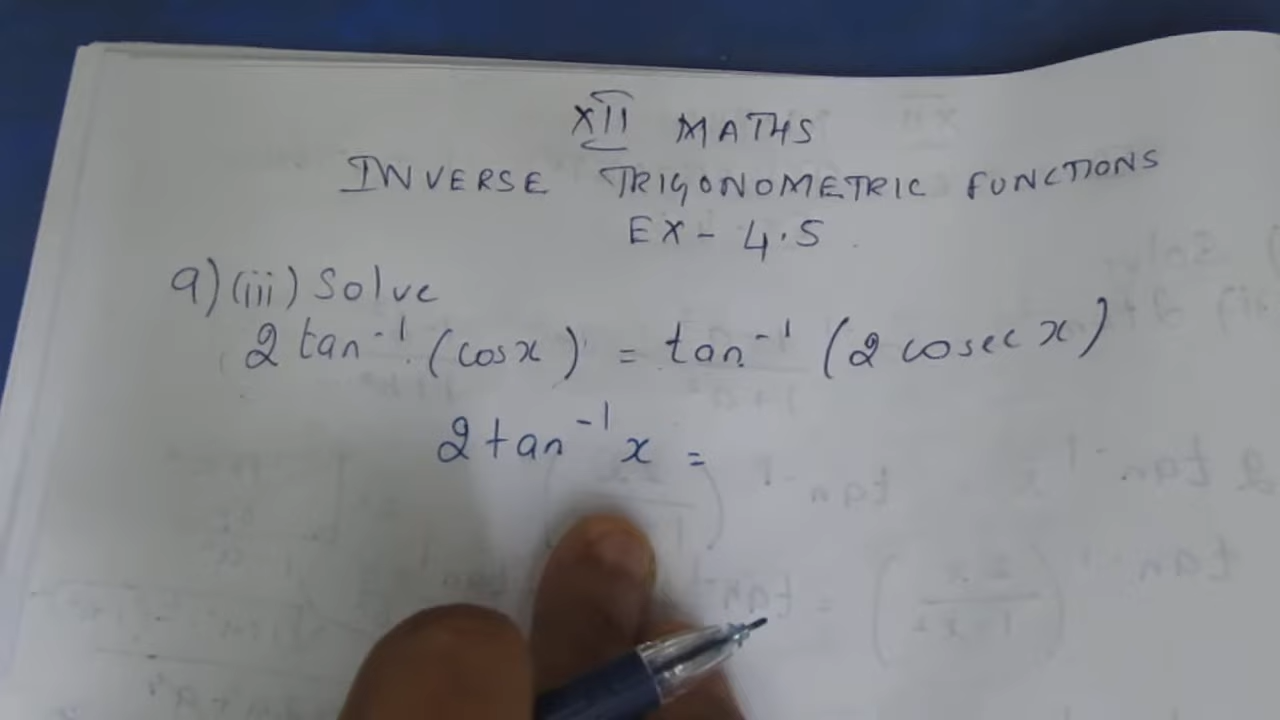 XII MATHS
INVERSE TRIGONOMETRIC FUNCTIONS
EX - 4.5
9) (iii) Solve
2 tan⁻¹ (cos x) = tan⁻¹ (2 cosec x)
2 tan⁻¹ x =